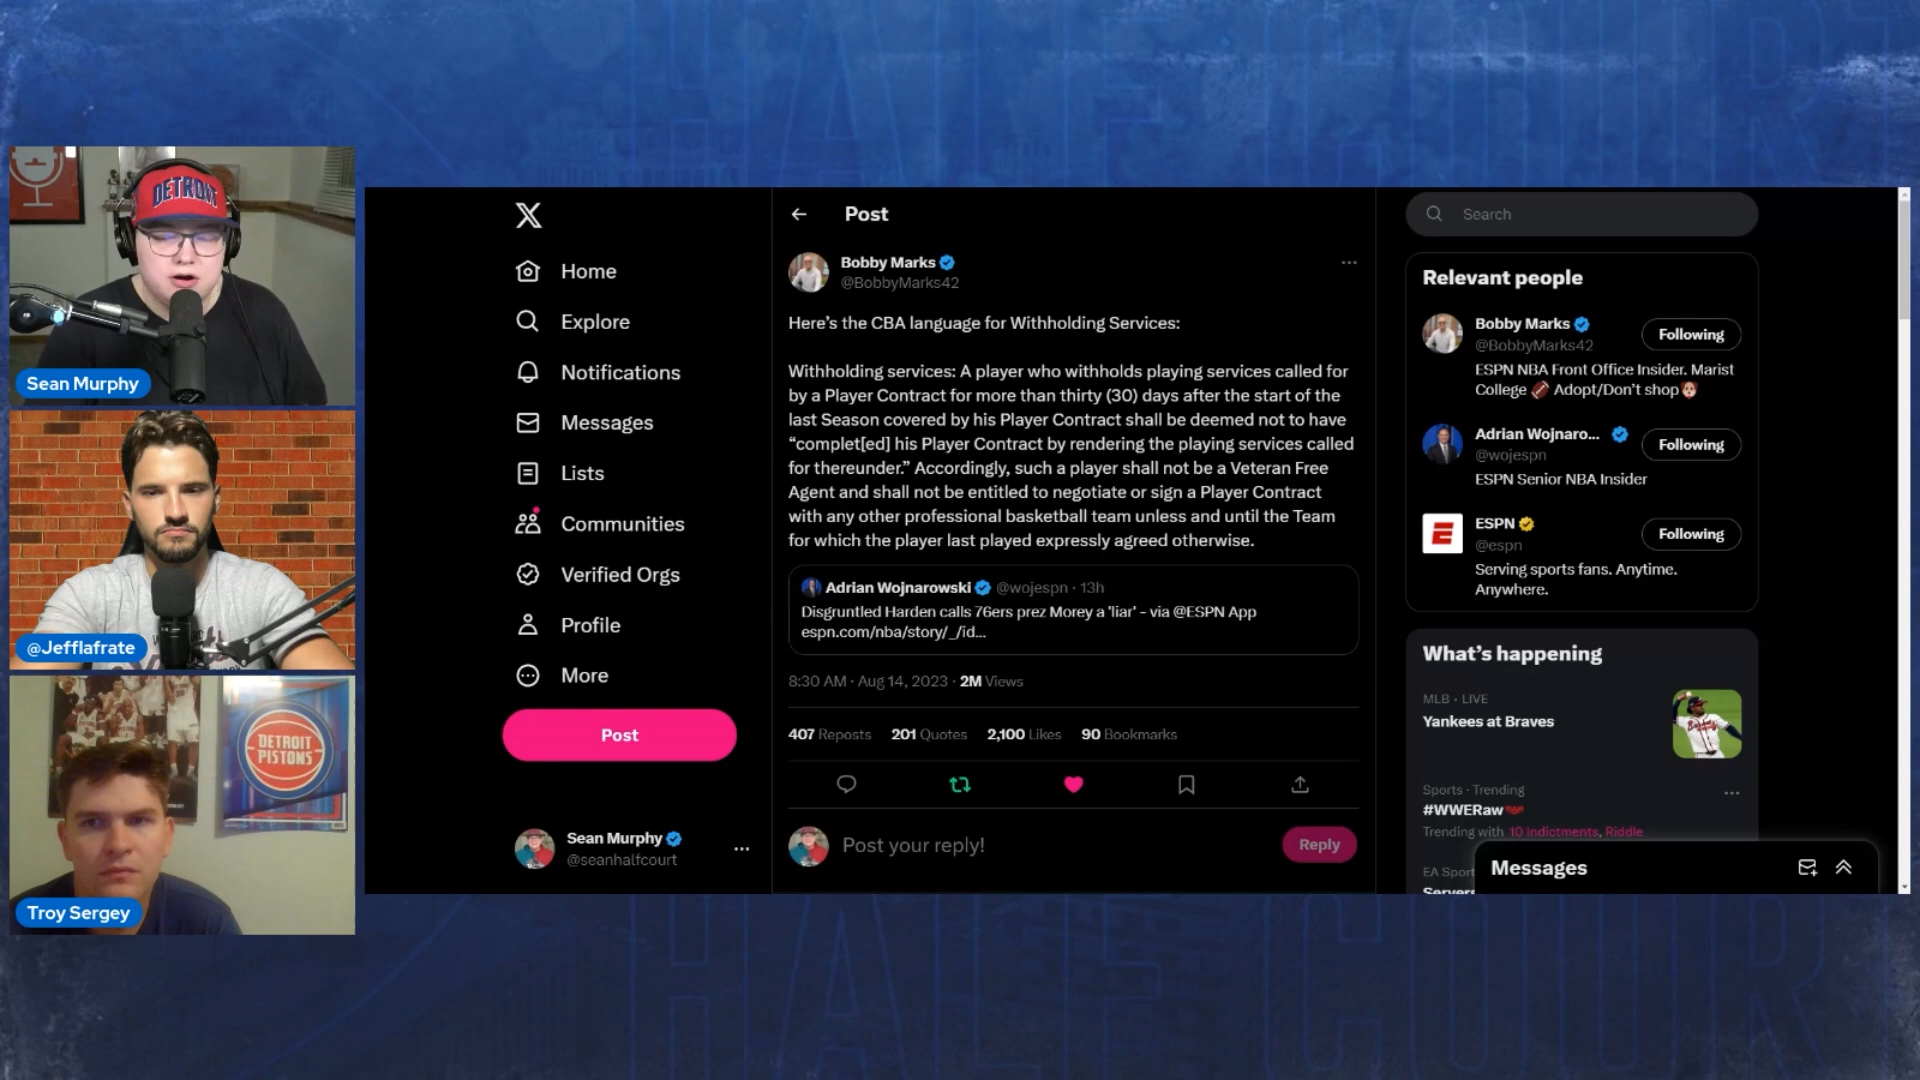 HALF COURT
DETROIT
Sean Murphy
@Jefflafrate
DETROIT
PISTONS
Troy Sergey
X
Home
Explore
Notifications
Messages
Lists
Communities
Verified Orgs
Profile
More
Post
Sean Murphy
@seanhalfcourt
Post
Bobby Marks
@BobbyMarks42
Here’s the CBA language for Withholding Services:
Withholding services: A player who withholds playing services called for
by a Player Contract for more than thirty (30) days after the start of the
last Season covered by his Player Contract shall be deemed not to have
“complet[ed] his Player Contract by rendering the playing services called
for thereunder.” Accordingly, such a player shall not be a Veteran Free
Agent and shall not be entitled to negotiate or sign a Player Contract
with any other professional basketball team unless and until the Team
for which the player last played expressly agreed otherwise.
Adrian Wojnarowski @wojespn · 13h
Disgruntled Harden calls 76ers prez Morey a 'liar' - via @ESPN App
espn.com/nba/story/_/id...
8:30 AM · Aug 14, 2023 · 2M Views
407 Reposts 201 Quotes 2,100 Likes 90 Bookmarks
Post your reply!
Reply
Search
Relevant people
Bobby Marks
@BobbyMarks42
Following
ESPN NBA Front Office Insider. Marist
College 🏈 Adopt/Don’t shop🐶
Adrian Wojnaro...
@wojespn
Following
ESPN Senior NBA Insider
ESPN
@espn
Following
Serving sports fans. Anytime.
Anywhere.
What’s happening
MLB · LIVE
Yankees at Braves
Sports · Trending
#WWERaw
Trending with 10 indictments, Riddle
EA Sport
Servers
Messages
HALF COURT